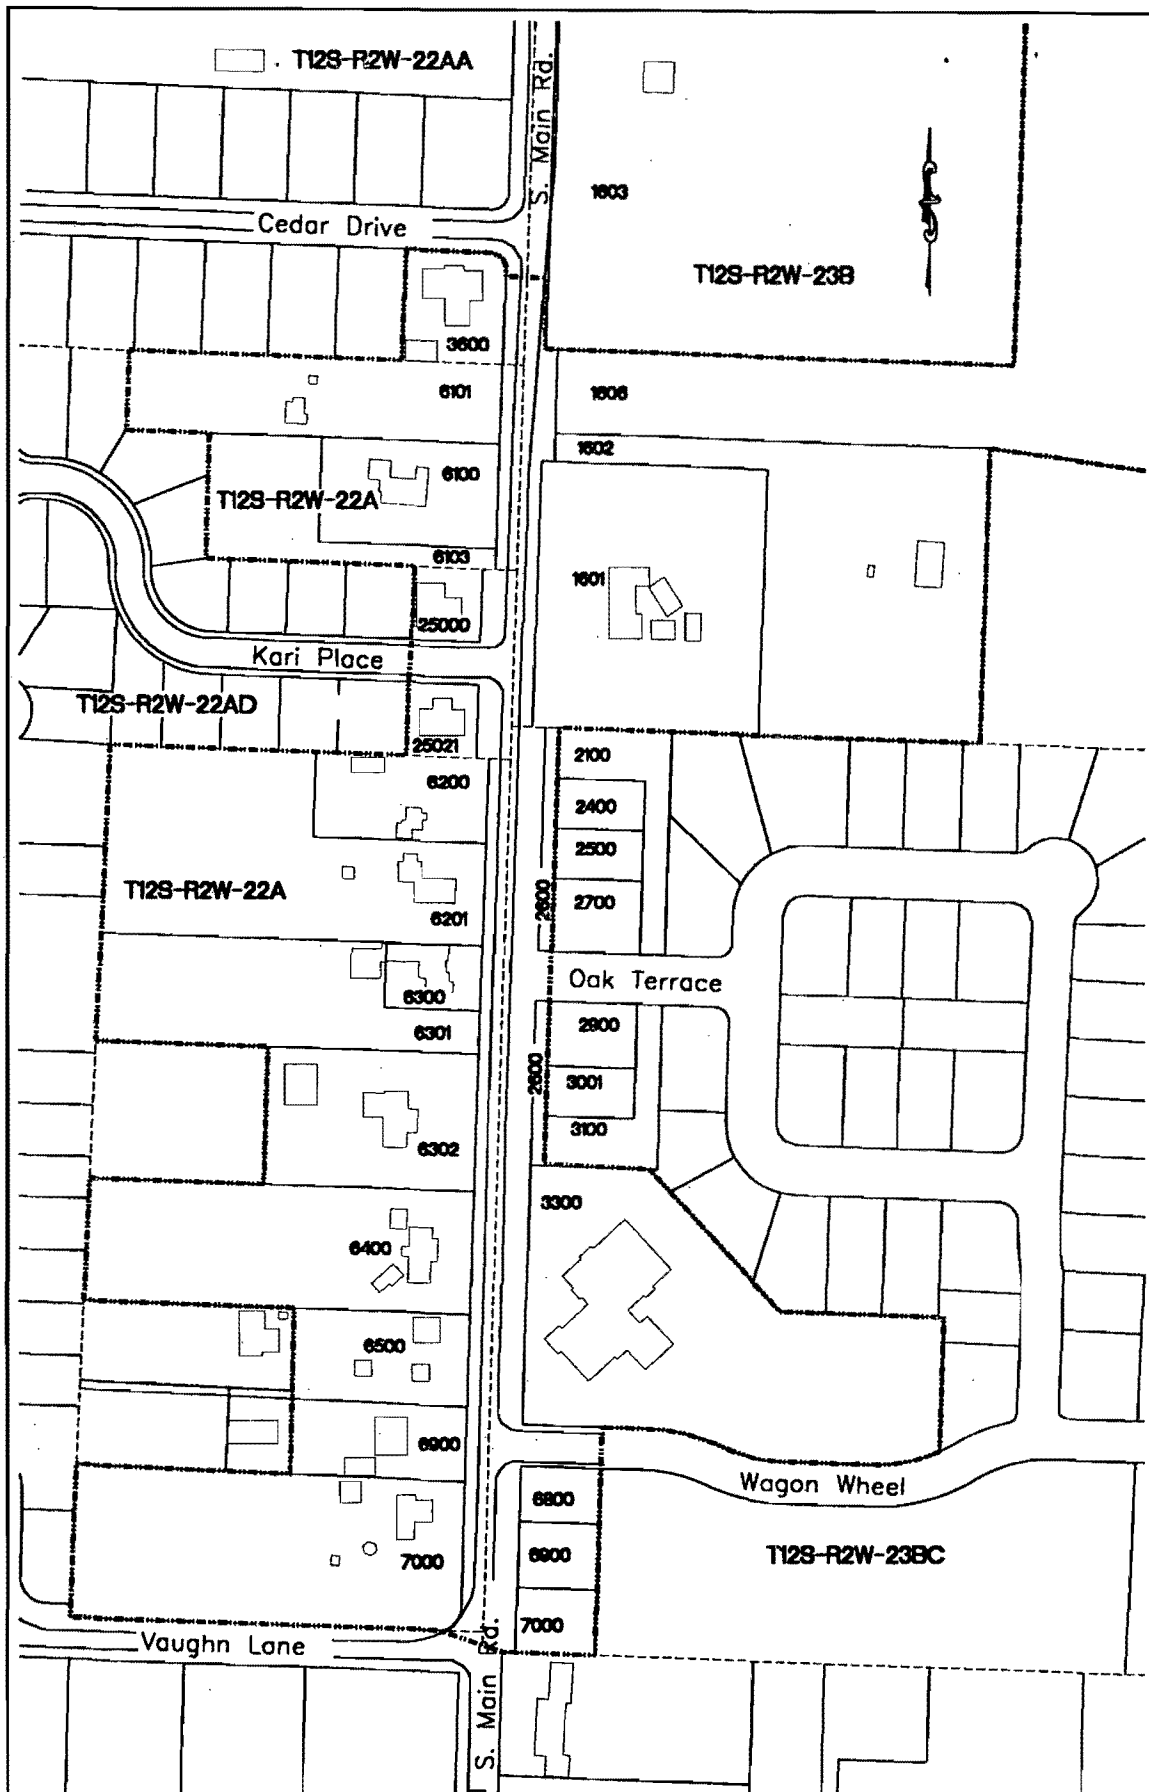 T12S-R2W-22AA
S. Main Rd.
1603
Cedar Drive
T12S-R2W-23B
3600
6101
1606
1602
6100
T12S-R2W-22A
6103
1601
25000
Kari Place
T12S-R2W-22AD
25021
2100
6200
2400
2500
T12S-R2W-22A
2600
2700
6201
Oak Terrace
6300
2900
6301
2600
3001
3100
6302
3300
6400
6500
6900
Wagon Wheel
6800
6900
T12S-R2W-23BC
7000
7000
Vaughn Lane
S. Main Rd.